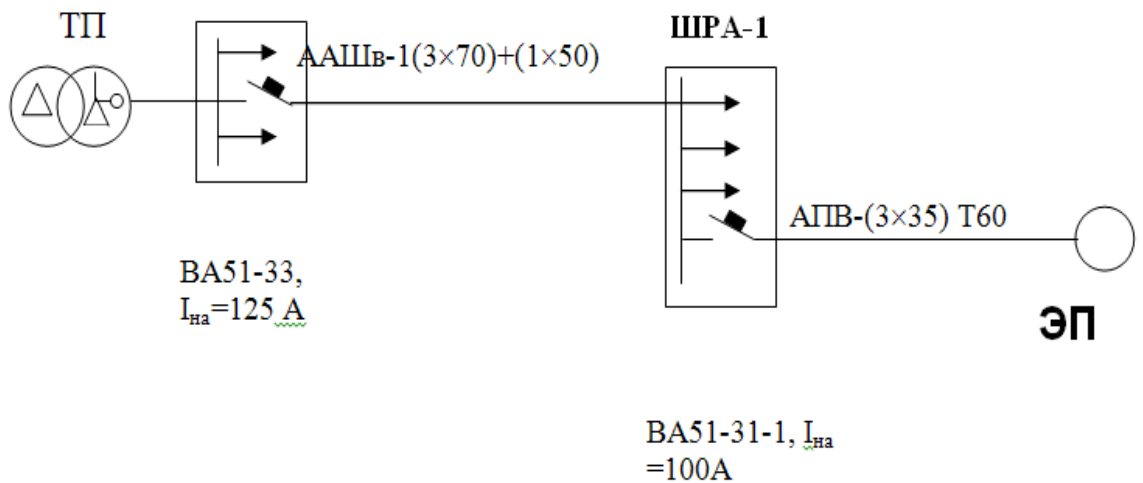 ТП
ШРА-1
ААШв-1(3×70)+(1×50)
АПВ-(3×35) Т60
ВА51-33,
Iна=125 А
ЭП
ВА51-31-1, Iна
=100А